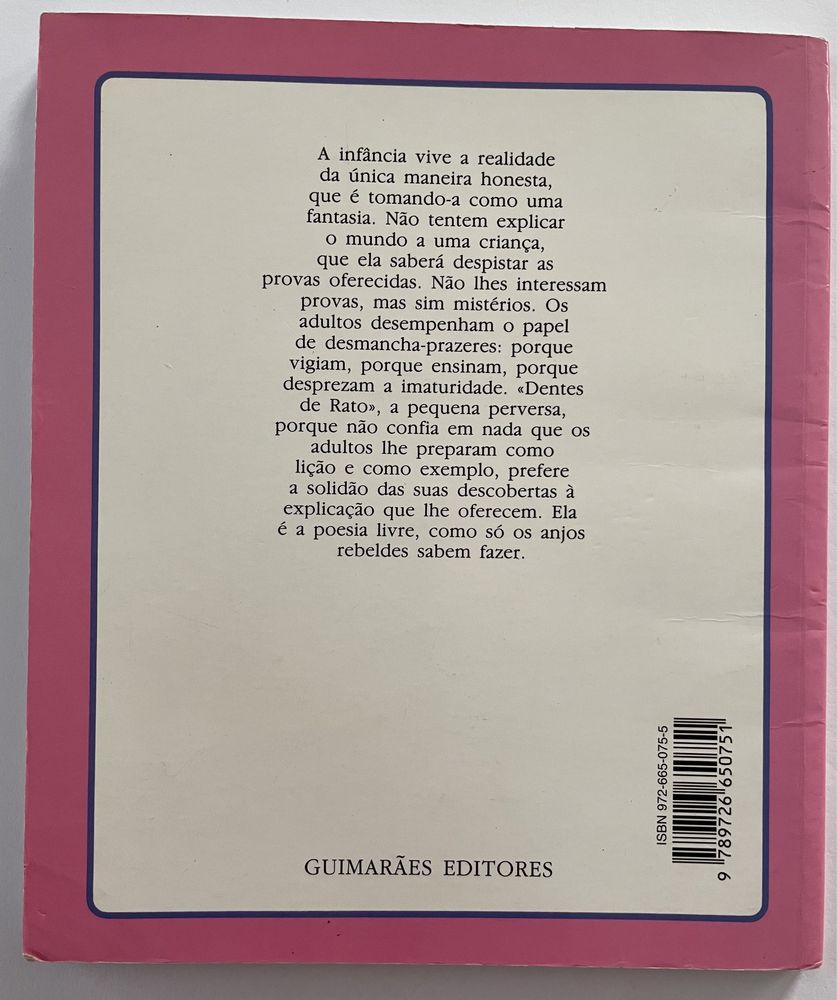 A infância vive a realidade
da única maneira honesta,
que é tomando-a como uma
fantasia. Não tentem explicar
o mundo a uma criança,
que ela saberá despistar as
provas oferecidas. Não lhes interessam
provas, mas sim mistérios. Os
adultos desempenham o papel
de desmancha-prazeres: porque
vigiam, porque ensinam, porque
desprezam a imaturidade. «Dentes
de Rato», a pequena perversa,
porque não confia em nada que os
adultos lhe preparam como
lição e como exemplo, prefere
a solidão das suas descobertas à
explicação que lhe oferecem. Ela
é a poesia livre, como só os anjos
rebeldes sabem fazer.
ISBN 972-665-075-5
9 789726 650751
GUIMARÃES EDITORES